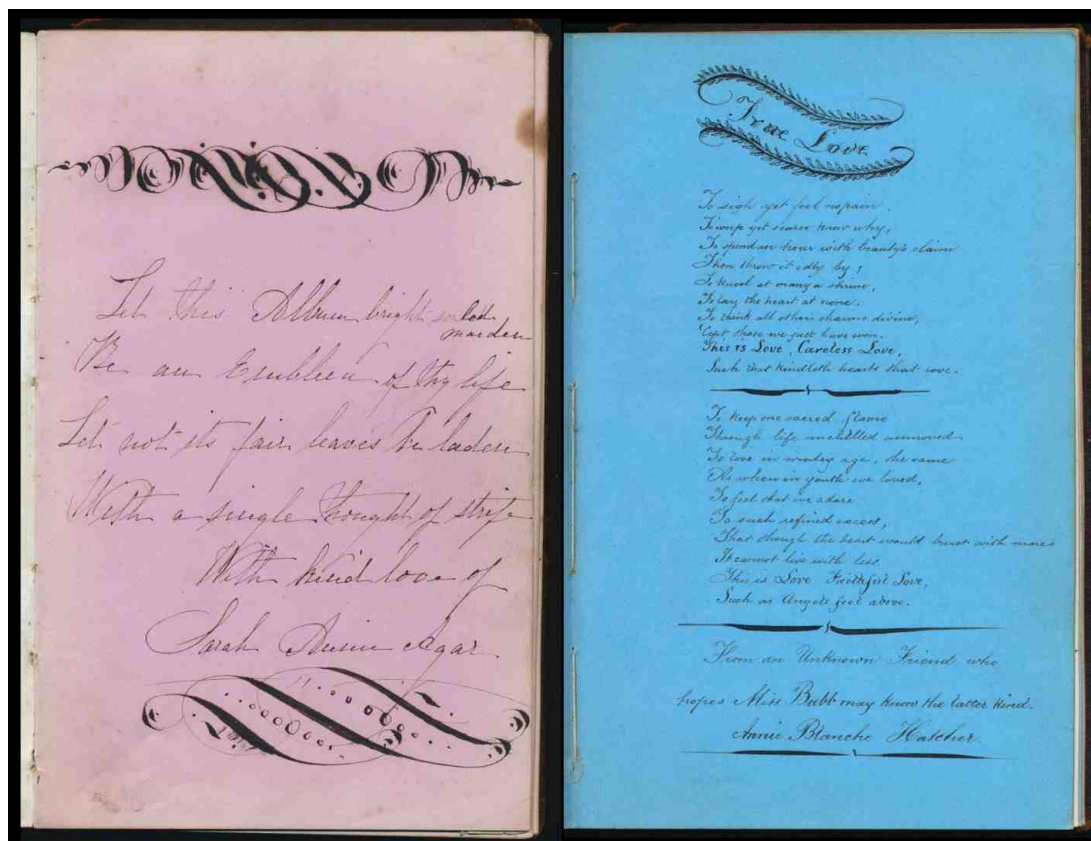 Let this Album bright
maiden
Be an Emblem of thy life
Let not its fair leaves be laden
With a single thought of strife
With kind love of
Sarah Annie Agar
True Love
To sigh yet feel no pain.
To weep yet scarce know why,
To spend an hour with beauty's claim
Then throw it idly by;
To kneel at many a shrine,
To lay the heart at none.
To think all other charms divine,
Cept those we just have won.
This is Love, Careless Love,
Such that kindleth hearts that rove.
To keep one sacred flame
Through life unchilled unmoved
To love in wintry age, the same
As when in youth we loved,
To feel that we adore
To such refined excess,
That though the heart would burst with more
It cannot live with less
This is Love Faithful Love,
Such as Angels feel above.
From an Unknown Friend who
hopes Miss Bubb may know the latter kind.
Annie Blanche Hatcher